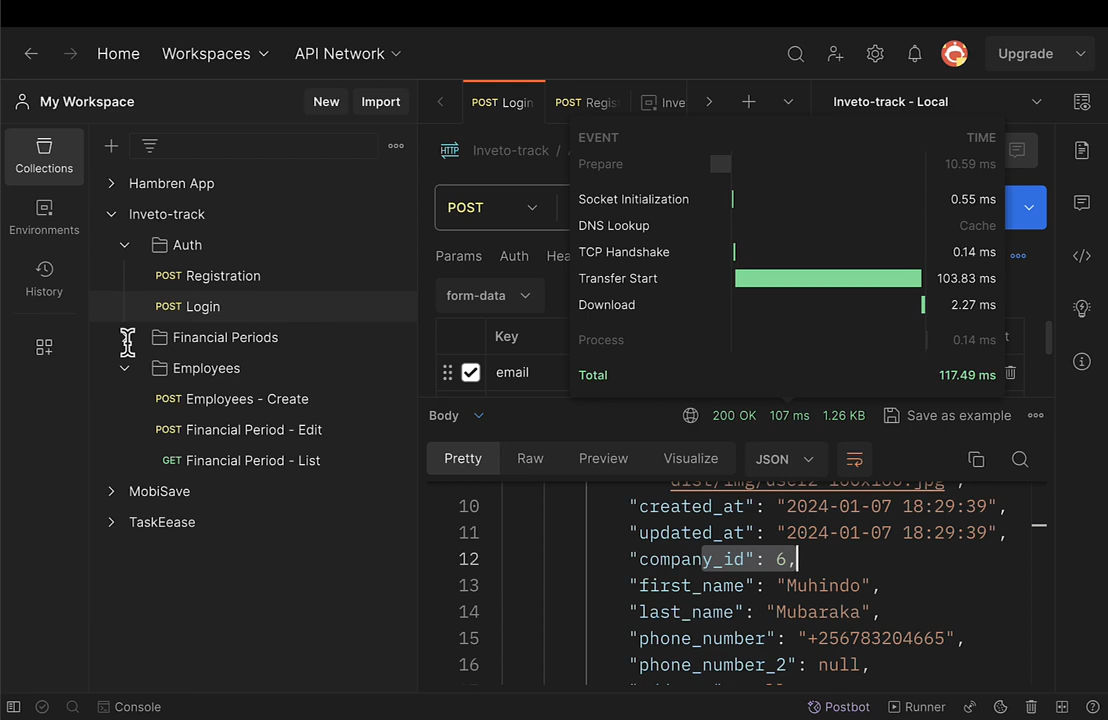 Home Workspaces API Network Upgrade
My Workspace New Import
POST Login POST Regis Inve Inveto-track - Local
Collections
Environments
History
Hambren App
Inveto-track
Auth
POST Registration
POST Login
Financial Periods
Employees
POST Employees - Create
POST Financial Period - Edit
GET Financial Period - List
MobiSave
TaskEease
HTTP Inveto-track /
POST
Params Auth Hea
form-data
Key
email
EVENT TIME
Prepare 10.59 ms
Socket Initialization 0.55 ms
DNS Lookup Cache
TCP Handshake 0.14 ms
Transfer Start 103.83 ms
Download 2.27 ms
Process 0.14 ms
Total 117.49 ms
Body 200 OK 107 ms 1.26 KB Save as example
Pretty Raw Preview Visualize JSON
10 "created_at": "2024-01-07 18:29:39",
11 "updated_at": "2024-01-07 18:29:39",
12 "company_id": 6,
13 "first_name": "Muhindo",
14 "last_name": "Mubaraka",
15 "phone_number": "+256783204665",
16 "phone_number_2": null,
Console Postbot Runner